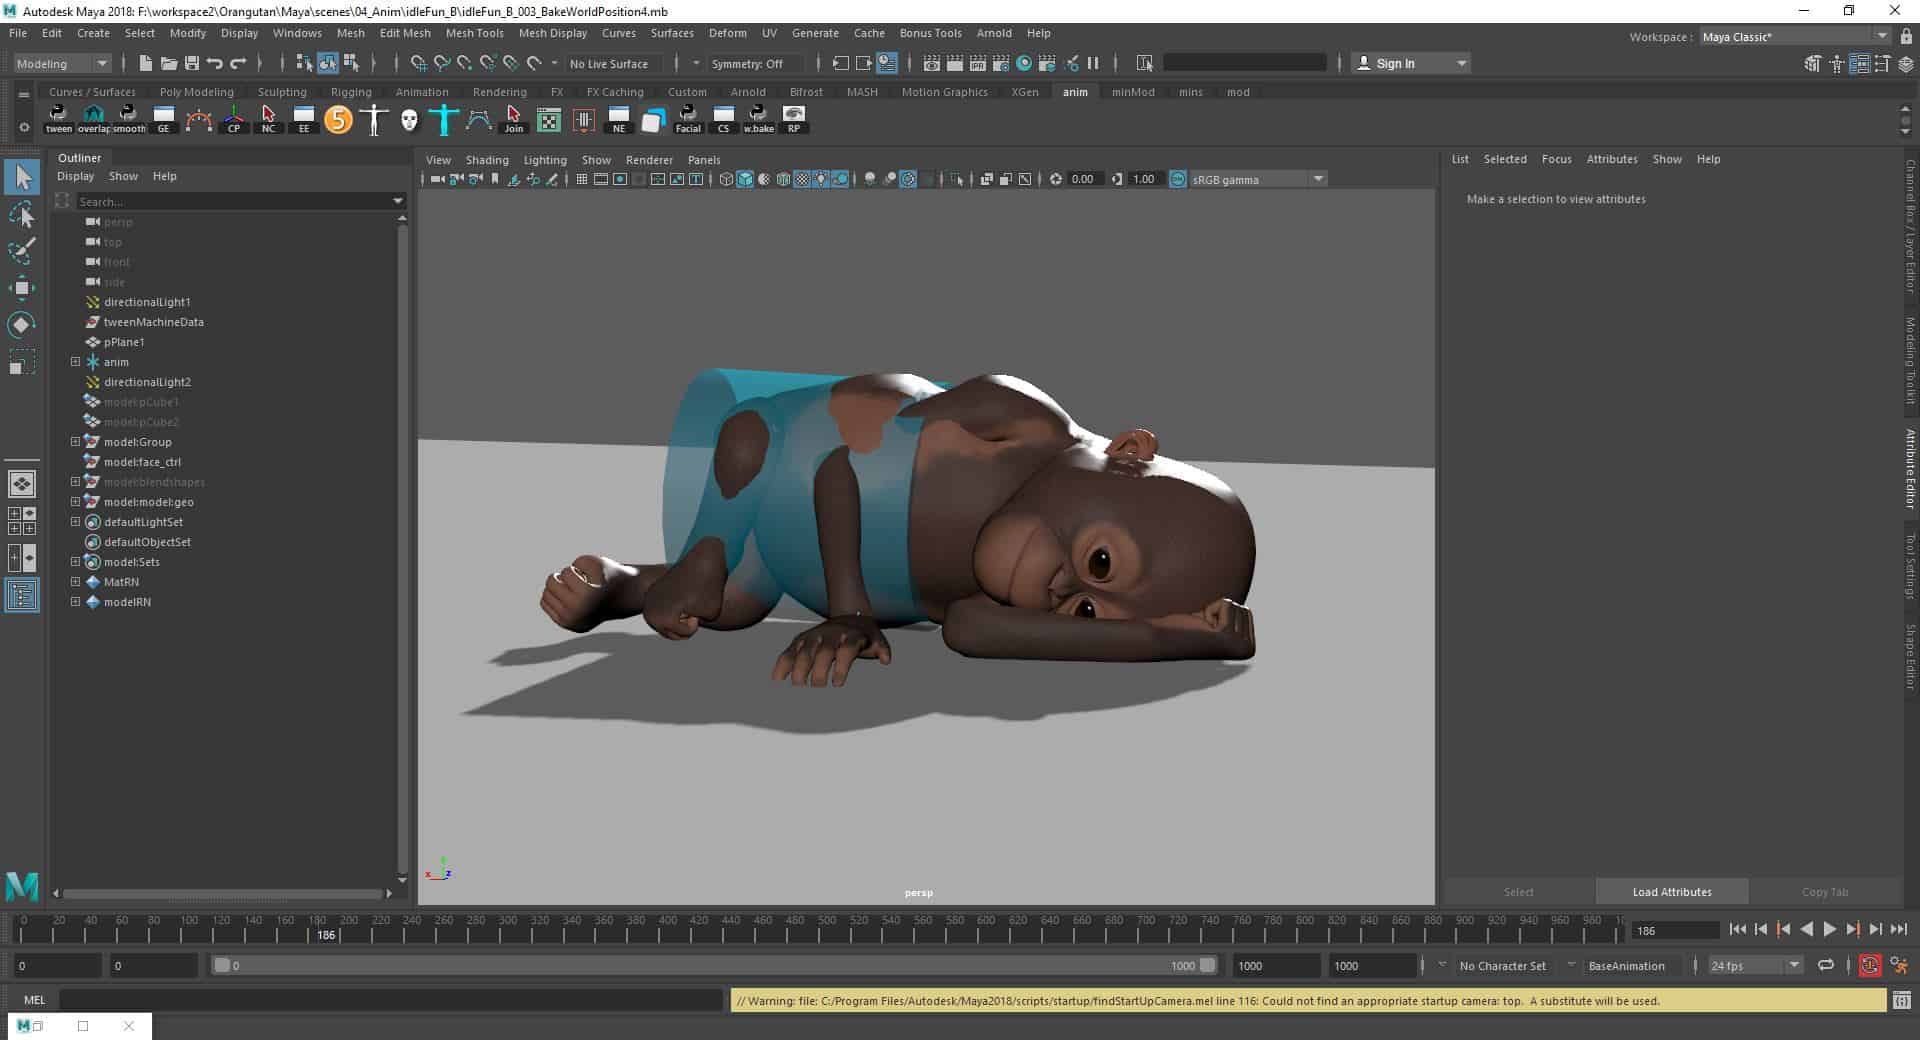 Autodesk Maya 2018: F:\workspace2\Orangutan\Maya\scenes\04_Anim\idleFun_B\idleFun_B_003_BakeWorldPosition4.mb
File Edit Create Select Modify Display Windows Mesh Edit Mesh Mesh Tools Mesh Display Curves Surfaces Deform UV Generate Cache Bonus Tools Arnold Help
Workspace : Maya Classic*
Modeling No Live Surface Symmetry: Off Sign In
Curves / Surfaces Poly Modeling Sculpting Rigging Animation Rendering FX FX Caching Custom Arnold Bifrost MASH Motion Graphics XGen anim minMod mins mod
tween overlap smooth GE CP NC EE 5 Join NE Facial CS w.bake RP
Outliner
Display Show Help
Search...
persp
top
front
side
directionalLight1
tweenMachineData
pPlane1
anim
directionalLight2
model:pCube1
model:pCube2
model:Group
model:face_ctrl
model:blendshapes
model:model:geo
defaultLightSet
defaultObjectSet
model:Sets
MatRN
modelRN
View Shading Lighting Show Renderer Panels
0.00 1.00 sRGB gamma
x z
persp
List Selected Focus Attributes Show Help
Make a selection to view attributes
Select Load Attributes Copy Tab
Channel Box / Layer Editor
Modeling Toolkit
Attribute Editor
Tool Settings
Shape Editor
0 20 40 60 80 100 120 140 160 180 200 220 240 260 280 300 320 340 360 380 400 420 440 460 480 500 520 540 560 580 600 620 640 660 680 700 720 740 760 780 800 820 840 860 880 900 920 940 960 980
186
186
0 0 0 1000 1000 1000 No Character Set BaseAnimation 24 fps
MEL
// Warning: file: C:/Program Files/Autodesk/Maya2018/scripts/startup/findStartUpCamera.mel line 116: Could not find an appropriate startup camera: top. A substitute will be used.